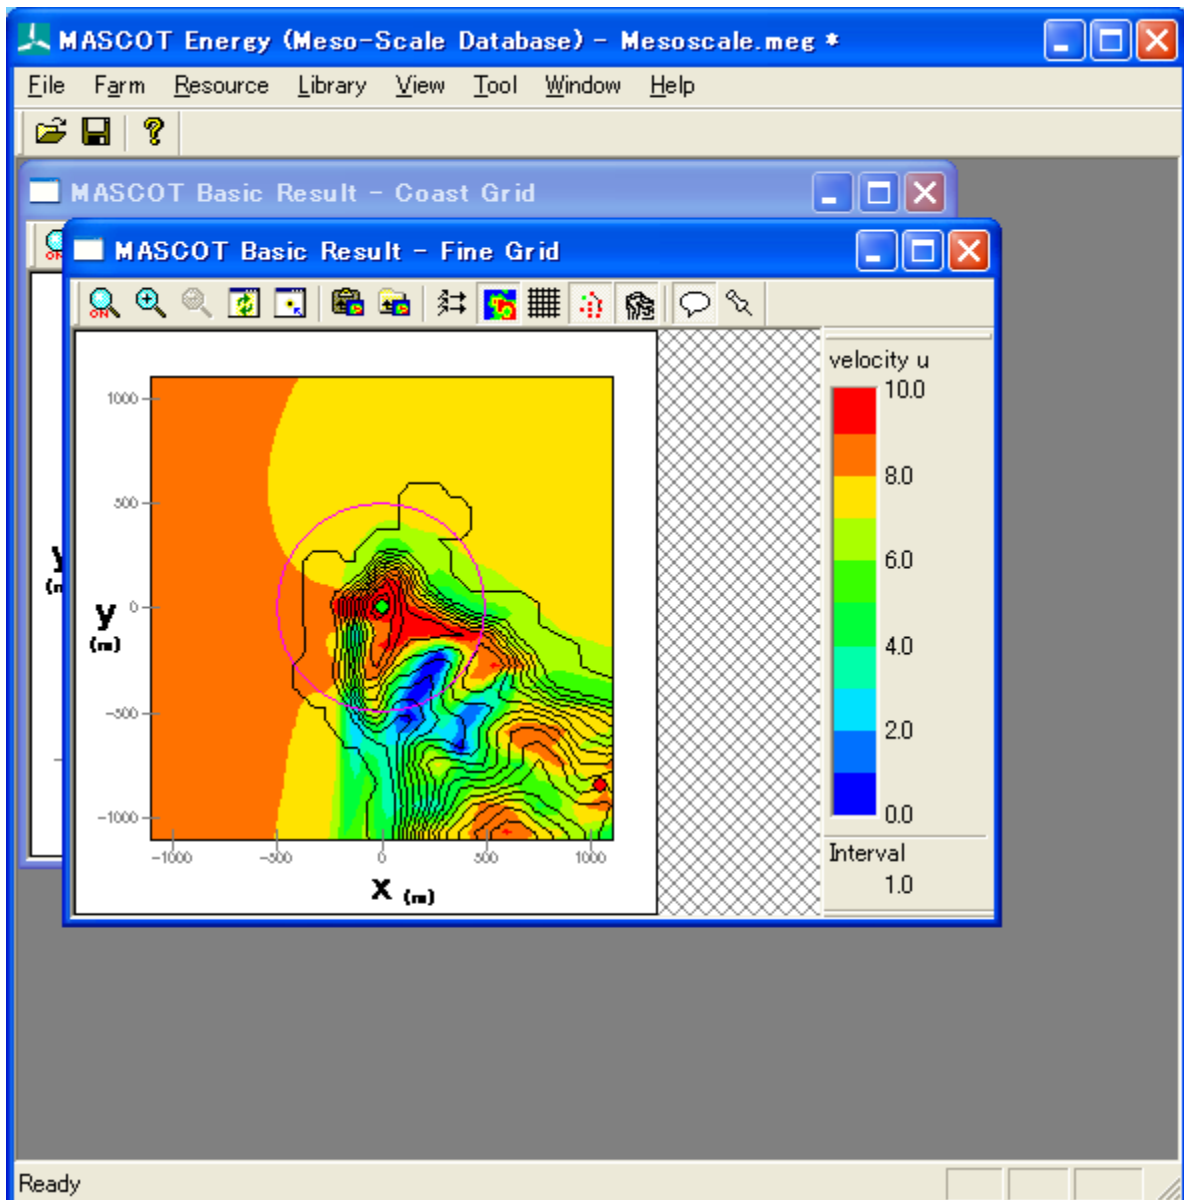 MASCOT Energy (Meso-Scale Database) - Mesoscale.meg *
File Farm Resource Library View Tool Window Help
MASCOT Basic Result - Coast Grid
MASCOT Basic Result - Fine Grid
ON
velocity u
10.0
8.0
6.0
4.0
2.0
0.0
Interval
1.0
1000
500
0
-500
-1000
y
(m)
-1000 -500 0 500 1000
x (m)
Ready